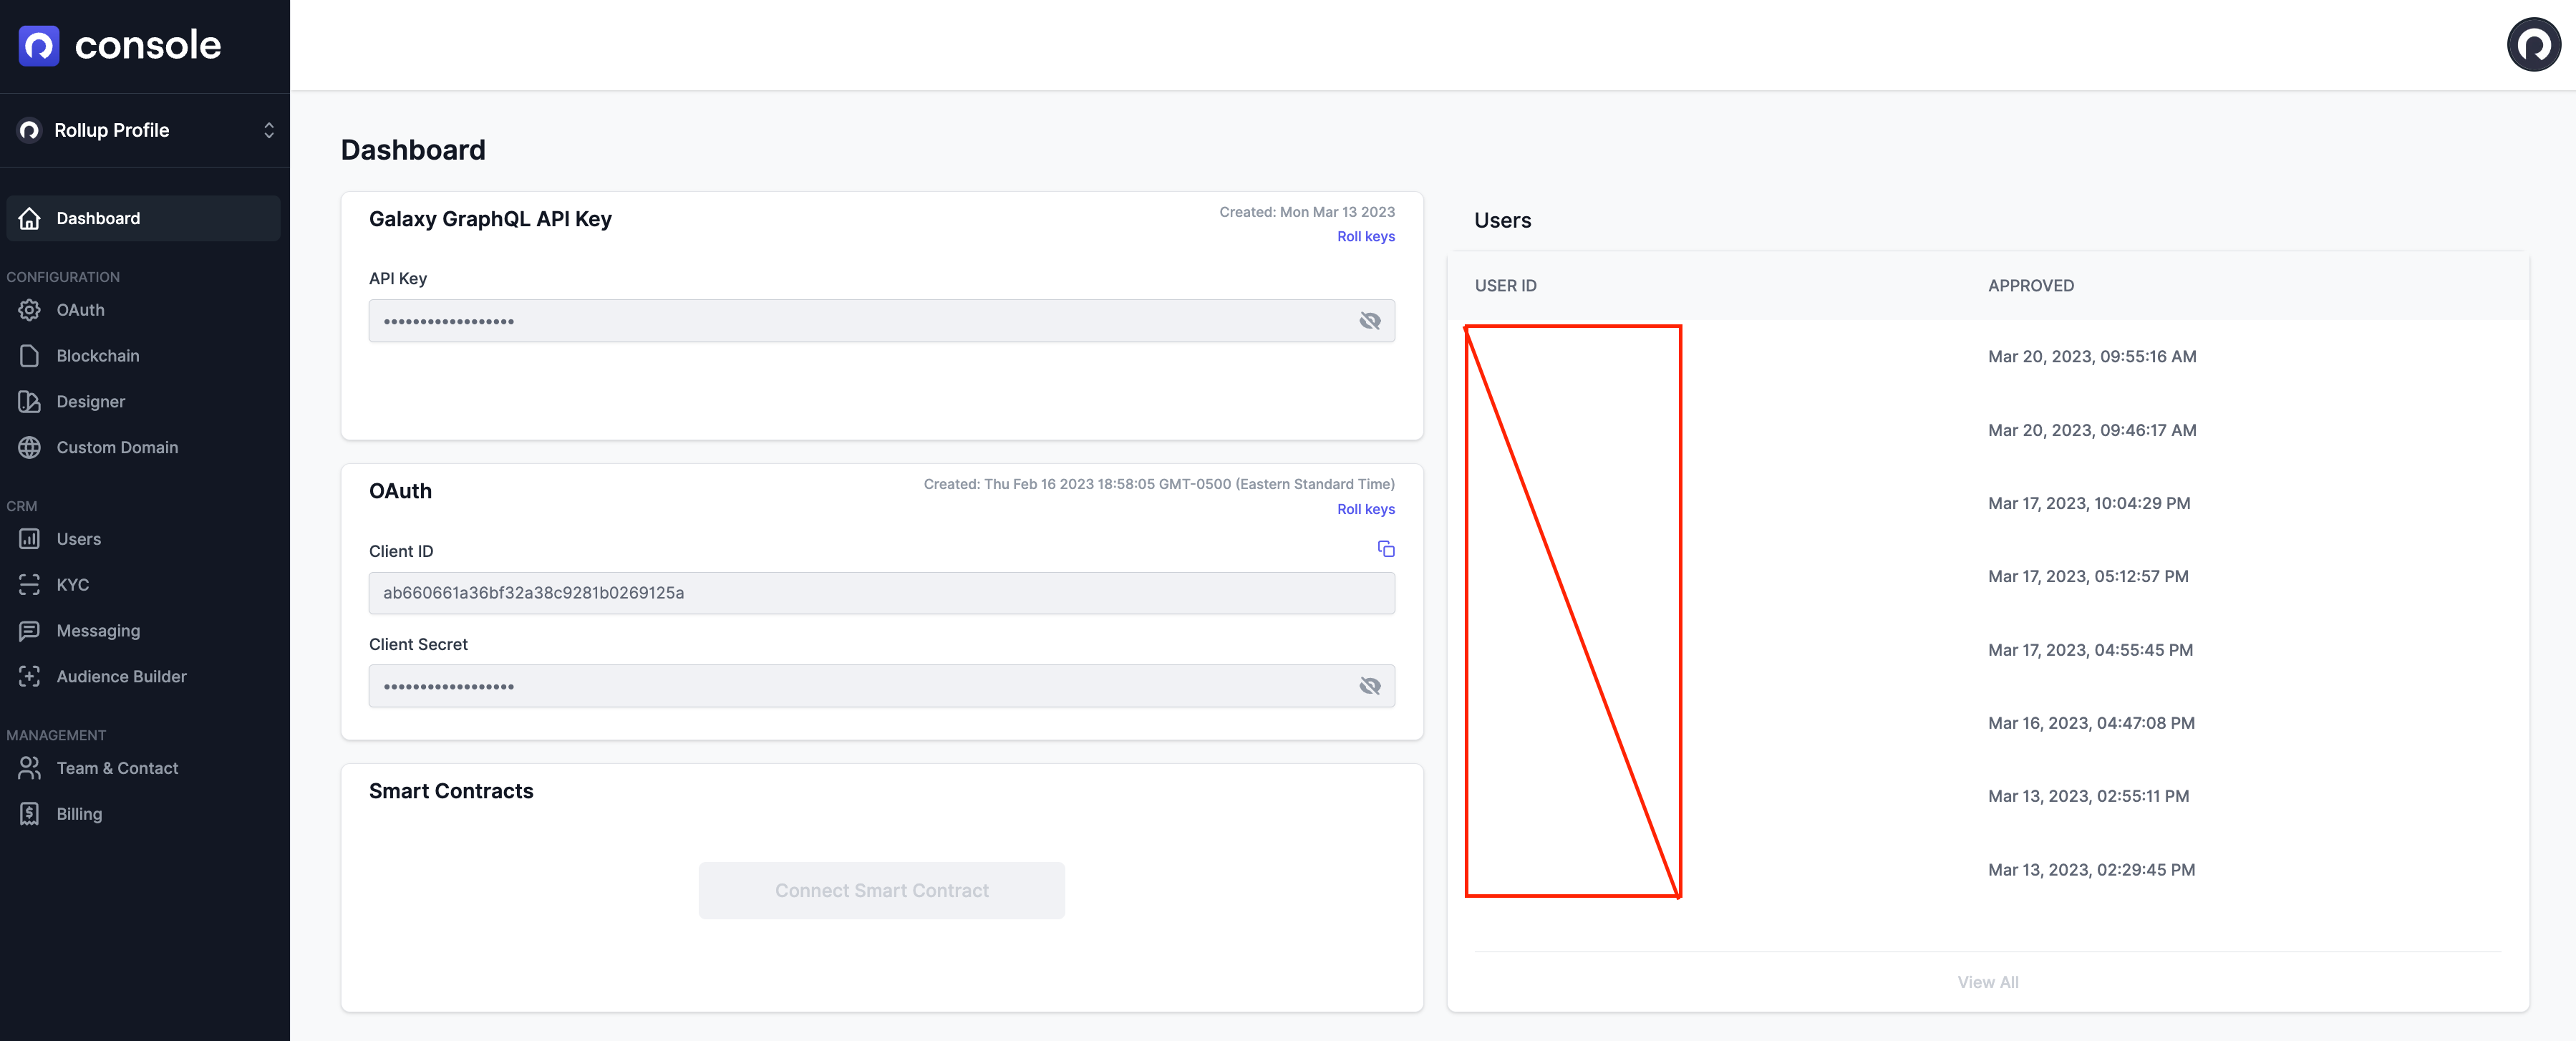 console
Rollup Profile
Dashboard
CONFIGURATION
OAuth
Blockchain
Designer
Custom Domain
CRM
Users
KYC
Messaging
Audience Builder
MANAGEMENT
Team & Contact
Billing
Dashboard
Galaxy GraphQL API Key
Created: Mon Mar 13 2023
Roll keys
API Key
••••••••••••••••••
OAuth
Created: Thu Feb 16 2023 18:58:05 GMT-0500 (Eastern Standard Time)
Roll keys
Client ID
ab660661a36bf32a38c9281b0269125a
Client Secret
••••••••••••••••••
Smart Contracts
Connect Smart Contract
Users
USER ID APPROVED
Mar 20, 2023, 09:55:16 AM
Mar 20, 2023, 09:46:17 AM
Mar 17, 2023, 10:04:29 PM
Mar 17, 2023, 05:12:57 PM
Mar 17, 2023, 04:55:45 PM
Mar 16, 2023, 04:47:08 PM
Mar 13, 2023, 02:55:11 PM
Mar 13, 2023, 02:29:45 PM
View All